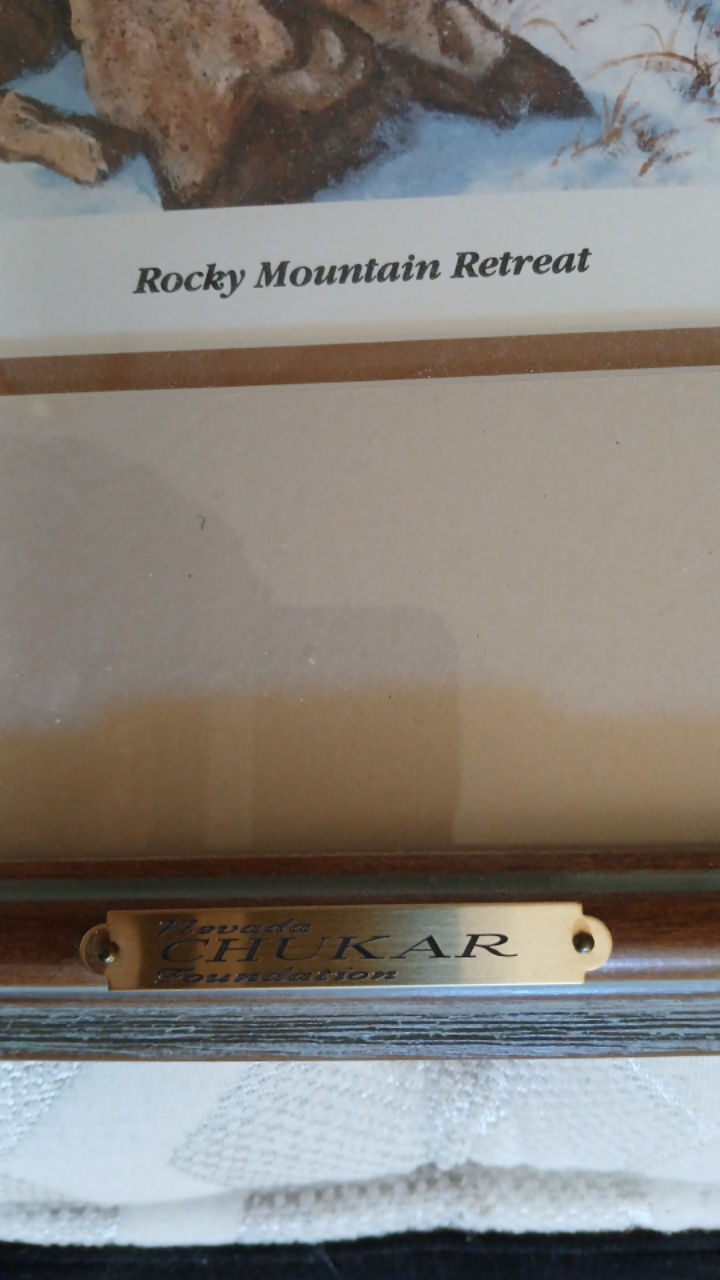 Rocky Mountain Retreat
Nevada
CHUKAR
Foundation